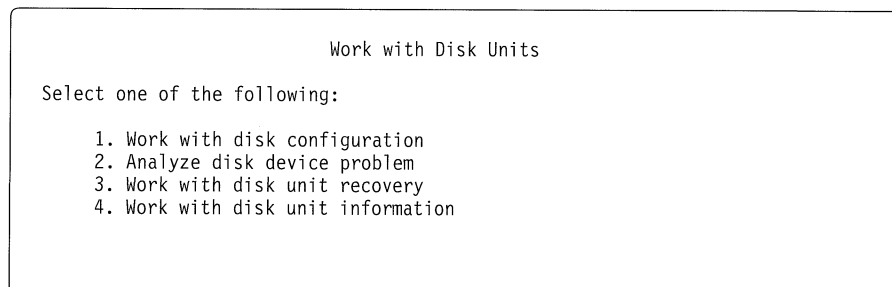 Work with Disk Units
Select one of the following:
1. Work with disk configuration
2. Analyze disk device problem
3. Work with disk unit recovery
4. Work with disk unit information